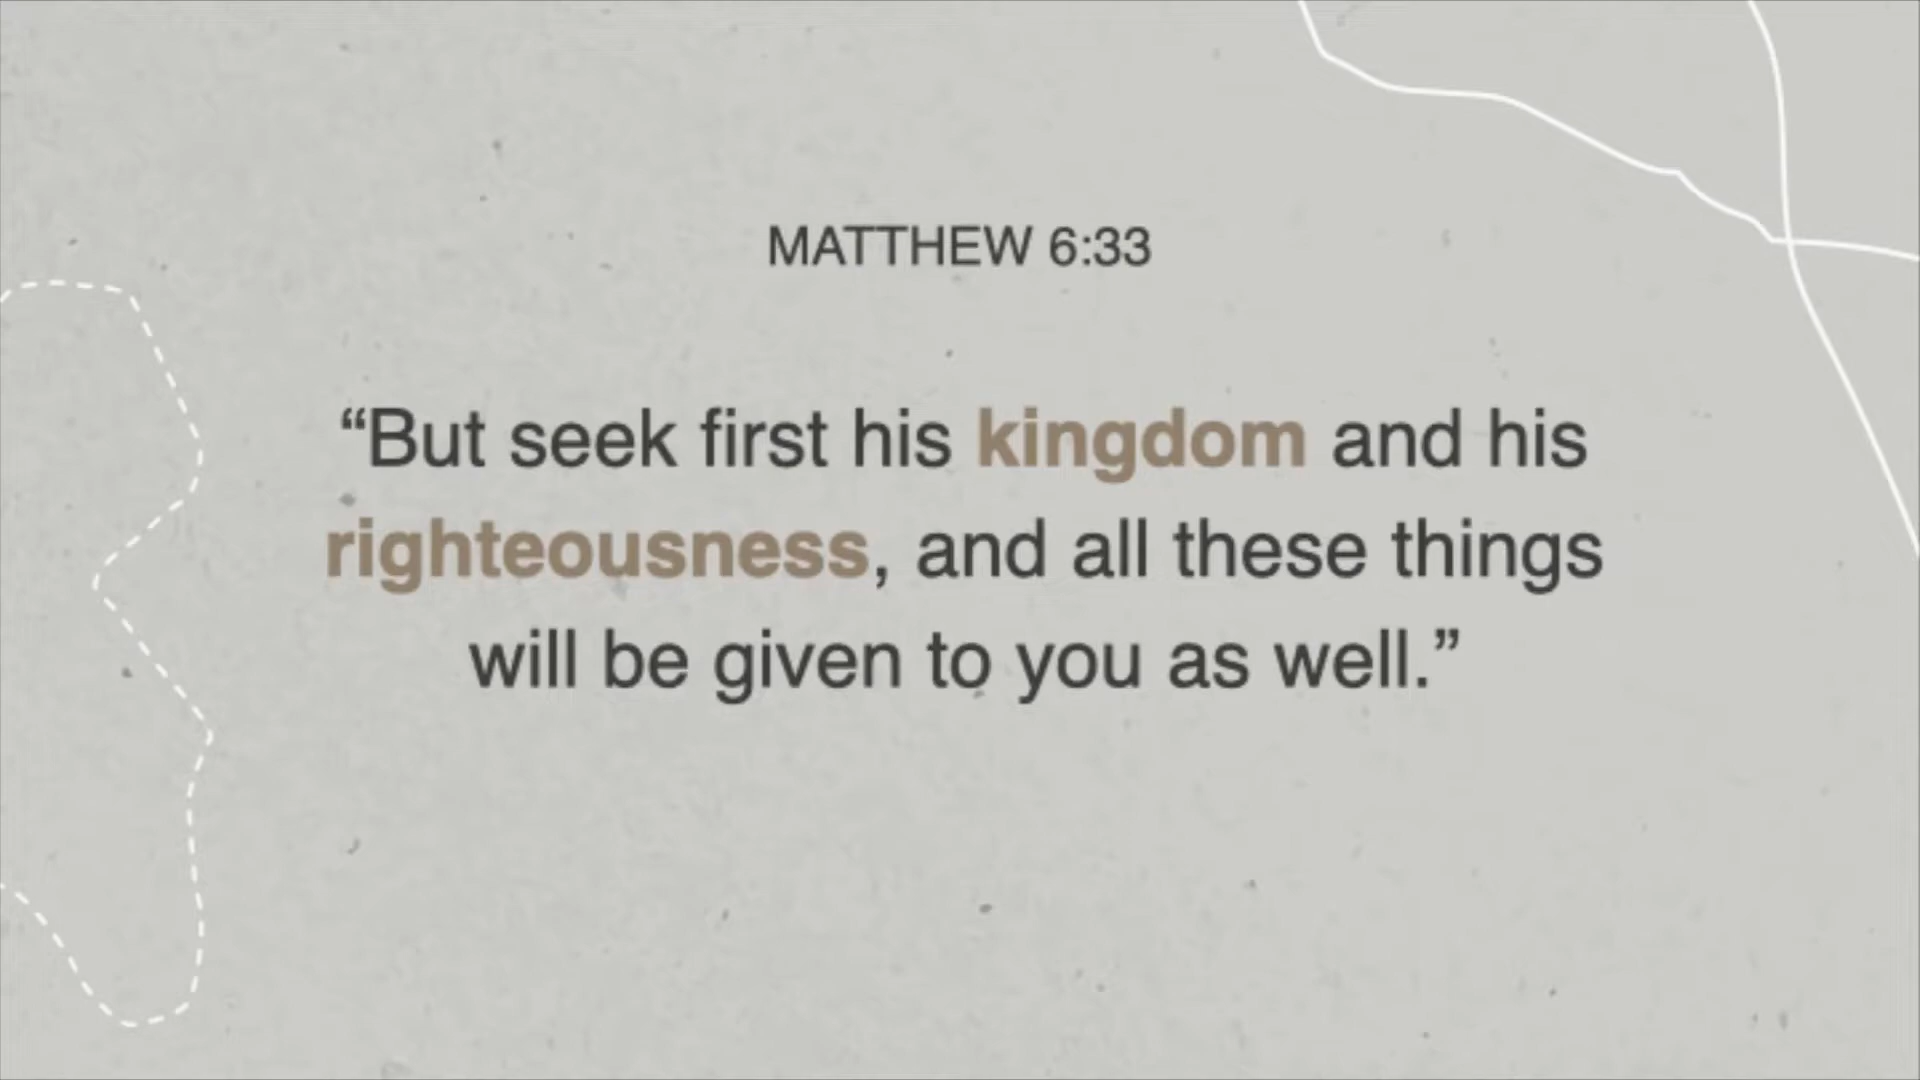 MATTHEW 6:33
“But seek first his kingdom and his
righteousness, and all these things
will be given to you as well.”